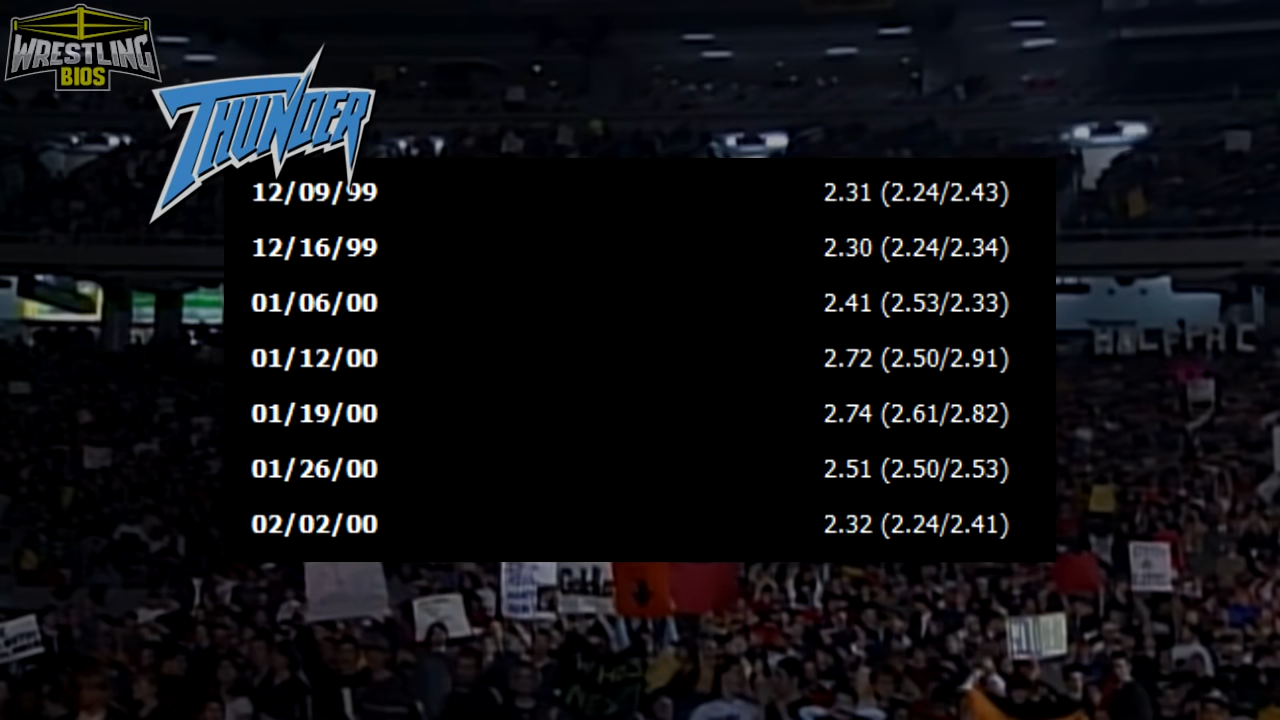 WRESTLING
BIOS
THUNDER
12/09/99 2.31 (2.24/2.43)
12/16/99 2.30 (2.24/2.34)
01/06/00 2.41 (2.53/2.33)
01/12/00 2.72 (2.50/2.91)
01/19/00 2.74 (2.61/2.82)
01/26/00 2.51 (2.50/2.53)
02/02/00 2.32 (2.24/2.41)